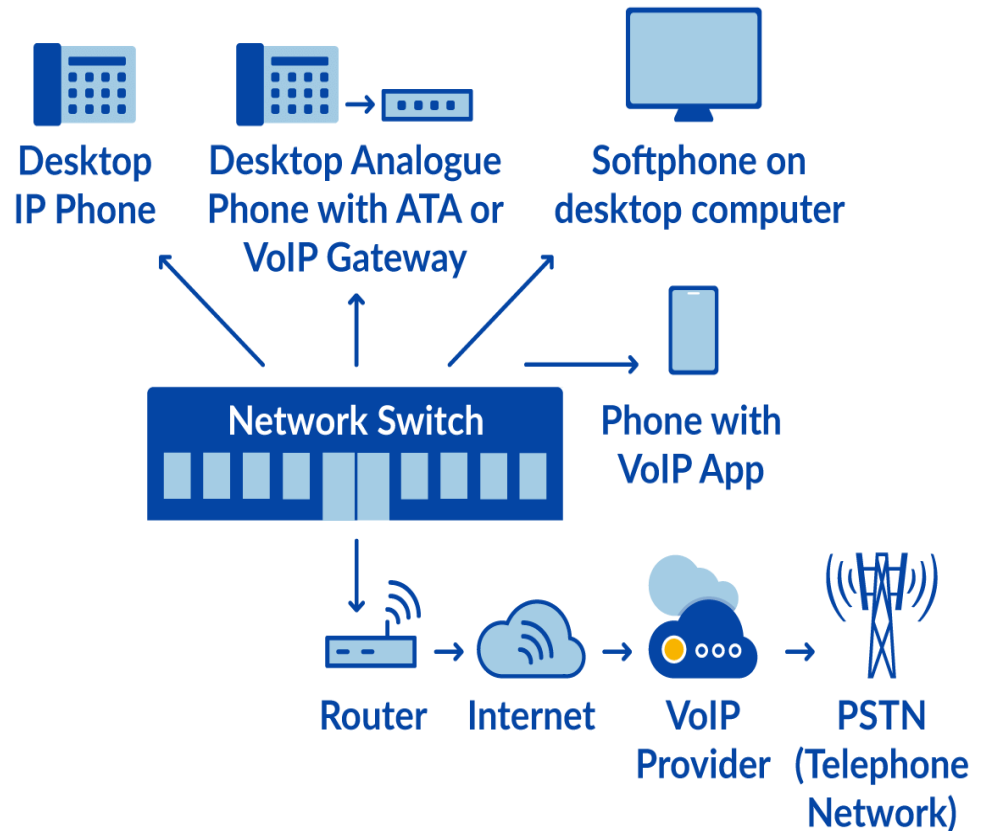 Desktop
IP Phone
Desktop Analogue
Phone with ATA or
VoIP Gateway
Softphone on
desktop computer
Network Switch
Phone with
VoIP App
Router
Internet
VoIP
Provider
PSTN
(Telephone
Network)